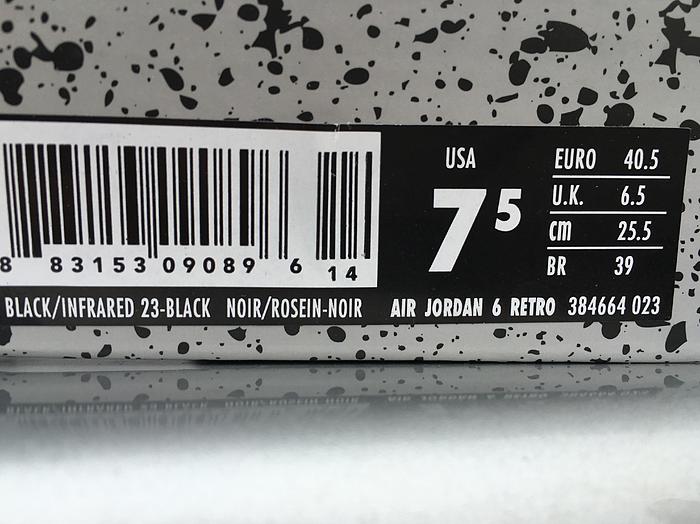 USA
7 5
EURO 40.5
U.K. 6.5
cm 25.5
BR 39
8 83153 09089 6 14
BLACK/INFRARED 23-BLACK NOIR/ROSEIN-NOIR
AIR JORDAN 6 RETRO 384664 023